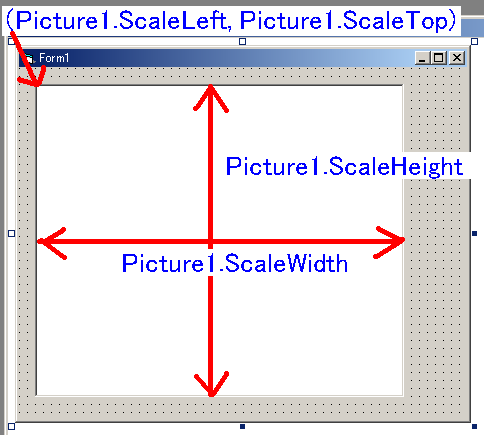 (Picture1.ScaleLeft, Picture1.ScaleTop)
Form1
Picture1.ScaleHeight
Picture1.ScaleWidth